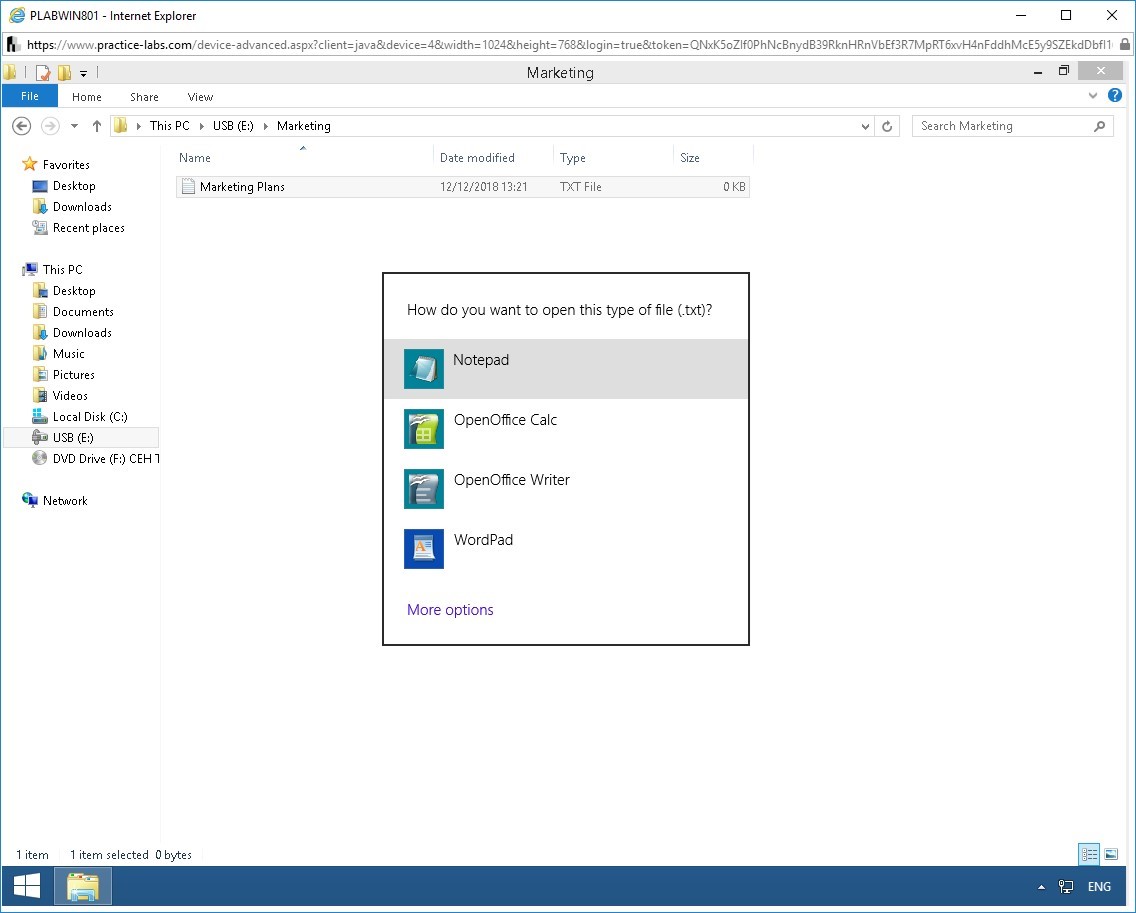 PLABWIN801 - Internet Explorer
https://www.practice-labs.com/device-advanced.aspx?client=java&device=4&width=1024&height=768&login=true&token=QNxK5oZlf0PhNcBnydB39RknHRnVbEf3R7MpRT6xvH4nFddhMcE5y9SZEkdDbfl1
Marketing
File Home Share View
This PC USB (E:) Marketing
Search Marketing
Name Date modified Type Size
Marketing Plans 12/12/2018 13:21 TXT File 0 KB
Favorites
Desktop
Downloads
Recent places
This PC
Desktop
Documents
Downloads
Music
Pictures
Videos
Local Disk (C:)
USB (E:)
DVD Drive (F:) CEH T
Network
How do you want to open this type of file (.txt)?
Notepad
OpenOffice Calc
OpenOffice Writer
WordPad
More options
1 item 1 item selected 0 bytes
ENG